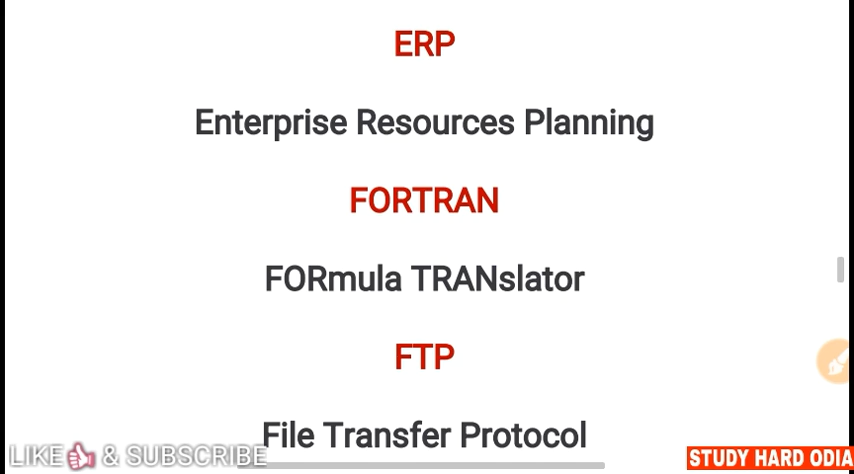 ERP
Enterprise Resources Planning
FORTRAN
FORmula TRANslator
FTP
File Transfer Protocol
LIKE & SUBSCRIBE
STUDY HARD ODIA